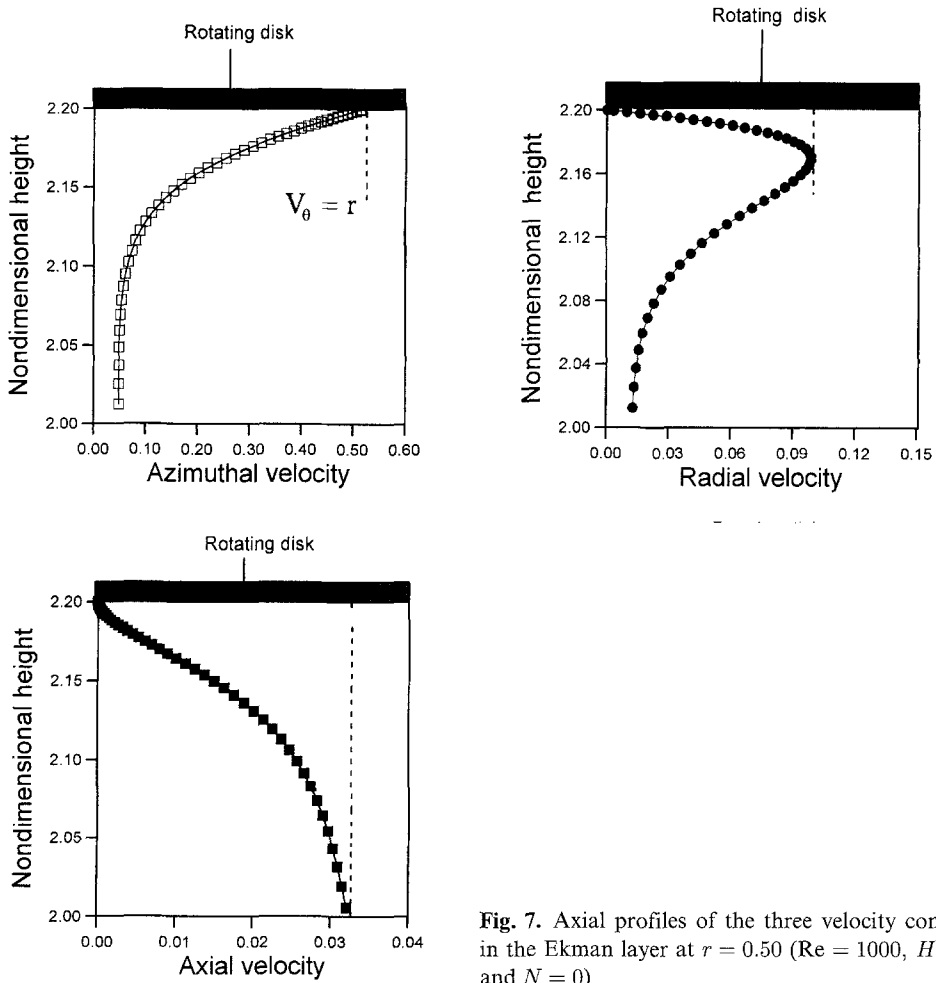 Rotating disk
Nondimensional height
2.20
2.15
2.10
2.05
2.00
V_θ = r
0.00 0.10 0.20 0.30 0.40 0.50 0.60
Azimuthal velocity
Rotating disk
Nondimensional height
2.20
2.16
2.12
2.08
2.04
2.00
0.00 0.03 0.06 0.09 0.12 0.15
Radial velocity
Rotating disk
Nondimensional height
2.20
2.15
2.10
2.05
2.00
0.00 0.01 0.02 0.03 0.04
Axial velocity
Fig. 7. Axial profiles of the three velocity con
in the Ekman layer at r = 0.50 (Re = 1000, H
and N = 0)